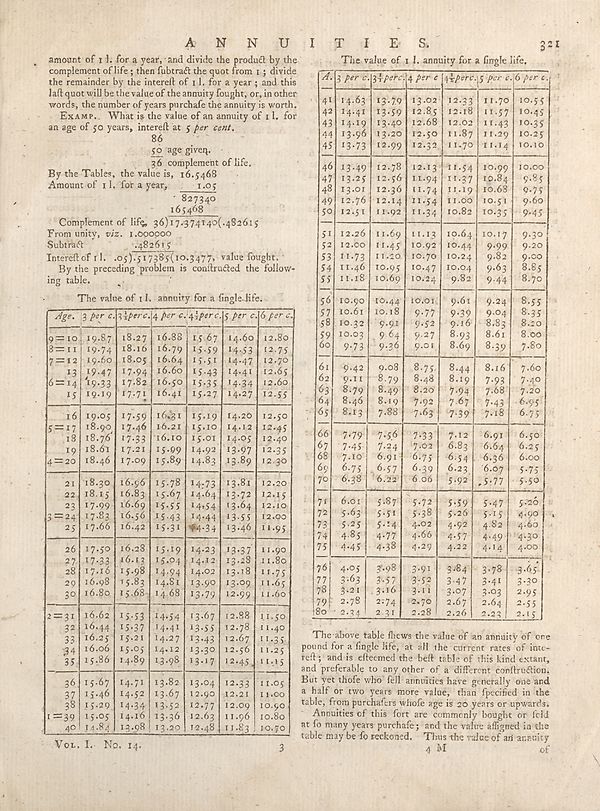 ANNUITIES. 321
amount of 1 l. for a year, and divide the product by the
complement of life; then ſubtract the quot from 1; divide
the remainder by the intereſt of 1 l. for a year; and this
laſt quot will be the value of the annuity ſought, or, in other
words, the number of years purchaſe the annuity is worth.
EXAMP. What is the value of an annuity of 1 l. for
an age of 50 years, intereſt at 5 per cent.
86
50 age given.
36 complement of life.
By the Tables, the value is, 16.5468
Amount of 1 l. for a year, 1.05
827340
165468
Complement of life, 36)17.374140(.482615
From unity, viz. 1.000000
Subtract .482615
Intereſt of 1 l. .05).517385(10.3477, value ſought.
By the preceding problem is conſtructed the follow-
ing table.
The value of 1 l. annuity for a ſingle life.
Age. 3 per c. 3½ perc. 4 per c. 4½ perc. 5 per c. 6 per c.
9=10 19.87 18.27 16.88 15.67 14.60 12.80
8=11 19.74 18.16 16.79 15.59 14.53 12.75
7=12 19.60 18.05 16.64 15.51 14.47 12.70
13 19.47 17.94 16.60 15.43 14.41 12.65
6=14 19.33 17.82 16.50 15.35 14.34 12.60
15 19.19 17.71 16.41 15.27 14.27 12.55
16 19.05 17.59 16.31 15.19 14.20 12.50
5=17 18.90 17.46 16.21 15.10 14.12 12.45
18 18.76 17.33 16.10 15.01 14.05 12.40
19 18.61 17.21 15.99 14.92 13.97 12.35
4=20 18.46 17.09 15.89 14.83 13.89 12.30
21 18.30 16.96 15.78 14.73 13.81 12.20
22 18.15 16.83 15.67 14.64 13.72 12.15
23 17.99 16.69 15.55 14.54 13.64 12.10
3=24 17.83 16.56 15.43 14.44 13.55 12.00
25 17.66 16.42 15.31 14.34 13.46 11.95
26 17.50 16.28 15.19 14.23 13.37 11.90
27 17.33 16.13 15.04 14.12 13.28 11.80
28 17.16 15.98 14.94 14.02 13.18 11.75
29 16.98 15.83 14.81 13.90 13.09 11.65
30 16.80 15.68 14.68 13.79 12.99 11.60
2=31 16.62 15.53 14.54 13.67 12.88 11.50
32 16.44 15.37 14.41 13.55 12.78 11.40
33 16.25 15.21 14.27 13.43 12.67 11.35
34 16.06 15.05 14.12 13.30 12.56 11.25
35 15.86 14.89 13.98 13.17 12.45 11.15
36 15.67 14.71 13.82 13.04 12.33 11.05
37 15.46 14.52 13.67 12.90 12.21 11.00
38 15.29 14.34 13.52 12.77 12.09 10.90
1=39 15.05 14.16 13.36 12.63 11.96 10.80
40 14.84 13.98 13.20 12.48 11.83 10.70
VOL. I. No. 14. 3
The value of 1 l. annuity for a ſingle life.
A. 3 per c. 3½ perc. 4 per c 4½ perc. 5 per c. 6 per c.
41 14.63 13.79 13.02 12.33 11.70 10.55
42 14.41 13.59 12.85 12.18 11.57 10.45
43 14.19 13.40 12.68 12.02 11.43 10.35
44 13.96 13.20 12.50 11.87 11.29 10.25
45 13.73 12.99 12.32 11.70 11.14 10.10
46 13.49 12.78 12.13 11.54 10.99 10.00
47 13.25 12.56 11.94 11.37 10.84 9.85
48 13.01 12.36 11.74 11.19 10.68 9.75
49 12.76 12.14 11.54 11.00 10.51 9.60
50 12.51 11.92 11.34 10.82 10.35 9.45
51 12.26 11.69 11.13 10.64 10.17 9.30
52 12.00 11.45 10.92 10.44 9.99 9.20
53 11.73 11.20 10.70 10.24 9.82 9.00
54 11.46 10.95 10.47 10.04 9.63 8.85
55 11.18 10.69 10.24 9.82 9.44 8.70
56 10.90 10.44 10.01 9.61 9.24 8.55
57 10.61 10.18 9.77 9.39 9.04 8.35
58 10.32 9.91 9.52 9.16 8.83 8.20
59 10.03 9.64 9.27 8.93 8.61 8.00
60 9.73 9.36 9.01 8.69 8.39 7.80
61 9.42 9.08 8.75 8.44 8.16 7.60
62 9.11 8.79 8.48 8.19 7.93 7.40
63 8.79 8.49 8.20 7.94 7.68 7.20
64 8.46 8.19 7.92 7.67 7.43 6.95
65 8.13 7.88 7.63 7.39 7.18 6.75
66 7.79 7.56 7.33 7.12 6.91 6.50
67 7.45 7.24 7.02 6.83 6.64 6.25
68 7.10 6.91 6.75 6.54 6.36 6.00
69 6.75 6.57 6.39 6.23 6.07 5.75
70 6.38 6.22 6.06 5.92 5.77 5.50
71 6.01 5.87 5.72 5.59 5.47 5.20
72 5.63 5.51 5.38 5.26 5.15 4.90
73 5.25 5.14 4.02 4.92 4.82 4.60
74 4.85 4.77 4.66 4.57 4.49 4.30
75 4.45 4.38 4.29 4.22 4.14 4.00
76 4.05 3.98 3.91 3.84 3.78 3.65
77 3.63 3.57 3.52 3.47 3.41 3.30
78 3.21 3.16 3.11 3.07 3.03 2.95
79 2.78 2.74 2.70 2.67 2.64 2.55
80 2.34 2.31 2.28 2.26 2.23 2.15
The above table ſhews the value of an annuity of one
pound for a ſingle life, at all the current rates of inte-
reſt; and is eſteemed the beſt table of this kind extant,
and preferable to any other of a different conſtruction.
But yet thoſe who ſell annuities have generally one and
a half or two years more value, than ſpecified in the
table, from purchaſers whoſe age is 20 years or upwards.
Annuities of this ſort are commonly bought or ſold
at ſo many years purchaſe; and the value aſſigned in the
table may be ſo reckoned. Thus the value of an annuity
4 M of